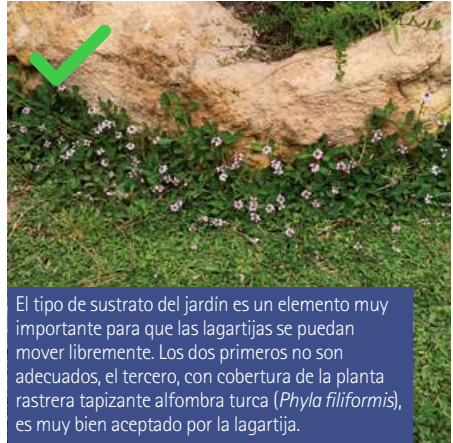 El tipo de sustrato del jardín es un elemento muy
importante para que las lagartijas se puedan
mover libremente. Los dos primeros no son
adecuados, el tercero, con cobertura de la planta
rastrera tapizante alfombra turca (Phyla filiformis),
es muy bien aceptado por la lagartija.